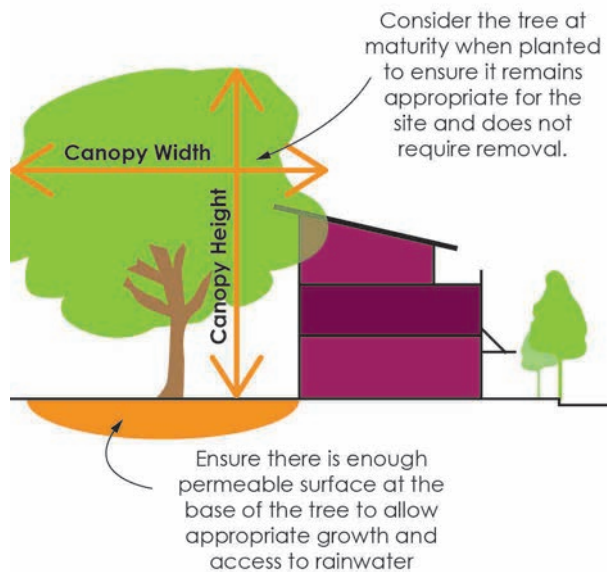 Consider the tree at
maturity when planted
to ensure it remains
appropriate for the
site and does not
require removal.
Canopy Width
Canopy Height
Ensure there is enough
permeable surface at the
base of the tree to allow
appropriate growth and
access to rainwater